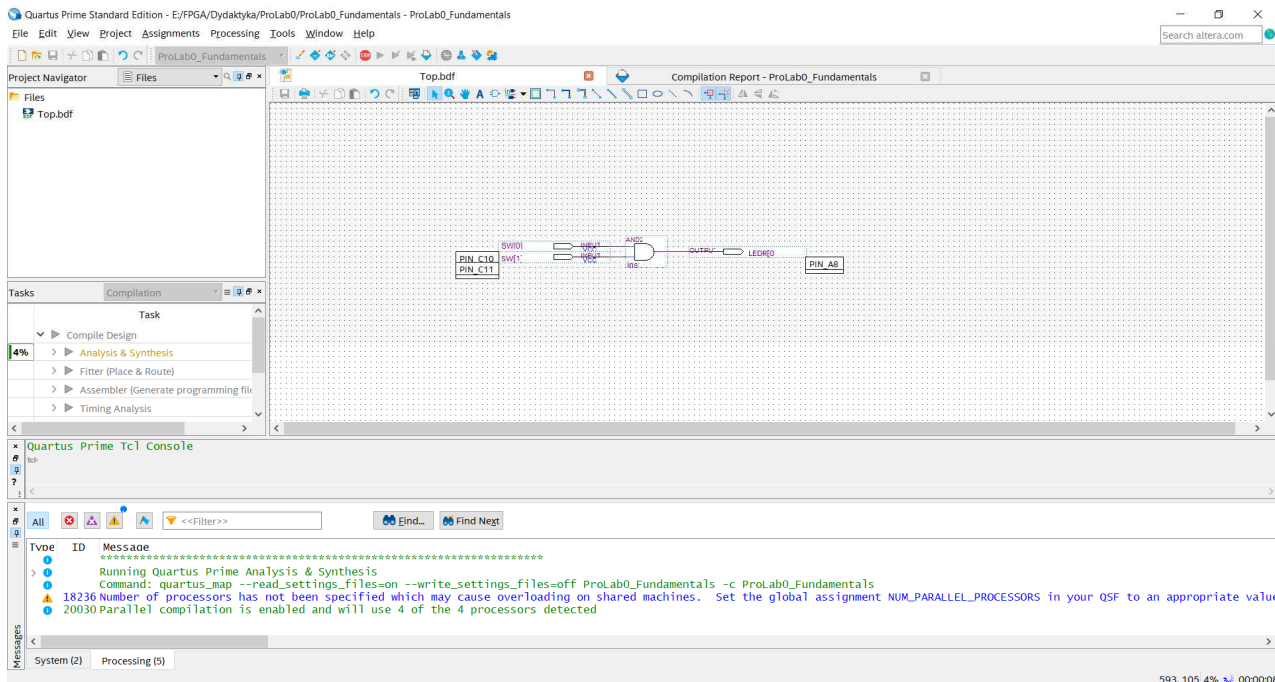 Quartus Prime Standard Edition - E:/FPGA/Dydaktyka/ProLab0/ProLab0_Fundamentals - ProLab0_Fundamentals
File Edit View Project Assignments Processing Tools Window Help
Search altera.com
ProLab0_Fundamentals
Project Navigator Files
Top.bdf
Compilation Report - ProLab0_Fundamentals
Files
Top.bdf
SW[0] INPUT VCC AND2
PIN_C10 SW[1] INPUT VCC OUTPUT LEDR[0
PIN_C11 PIN_A8
Tasks Compilation
Task
Compile Design
4% Analysis & Synthesis
Fitter (Place & Route)
Assembler (Generate programming file
Timing Analysis
Quartus Prime Tcl Console
tcl>
All <<Filter>> Find... Find Next
Type ID Message
*******************************************************************
Running Quartus Prime Analysis & Synthesis
Command: quartus_map --read_settings_files=on --write_settings_files=off ProLab0_Fundamentals -c ProLab0_Fundamentals
18236 Number of processors has not been specified which may cause overloading on shared machines. Set the global assignment NUM_PARALLEL_PROCESSORS in your QSF to an appropriate value
20030 Parallel compilation is enabled and will use 4 of the 4 processors detected
Messages
System (2) Processing (5)
593, 105 4% 00:00:08